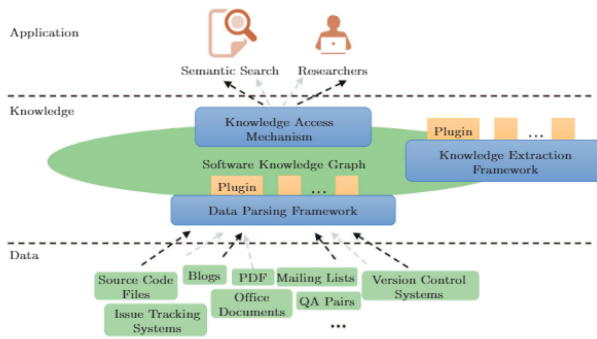 Application
Semantic Search
Researchers
Knowledge
Knowledge Access
Mechanism
Plugin
...
Knowledge Extraction
Framework
Software Knowledge Graph
Plugin
...
Data Parsing Framework
Data
Source Code
Files
Blogs
PDF
Mailing Lists
Version Control
Systems
Issue Tracking
Systems
Office
Documents
QA Pairs
...